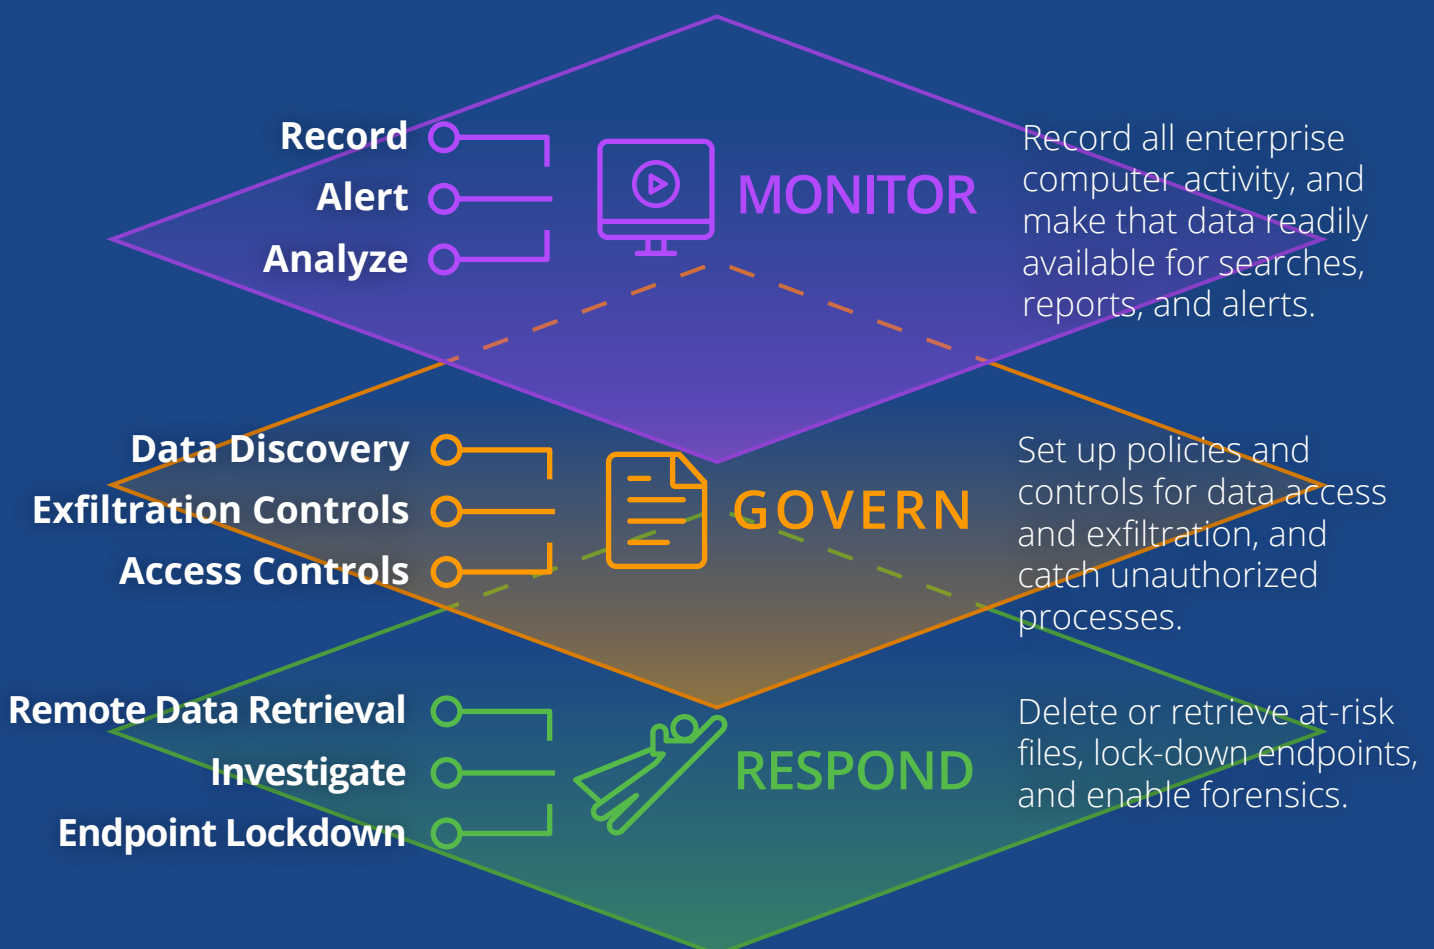 Record
Alert
Analyze
MONITOR
Record all enterprise
computer activity, and
make that data readily
available for searches,
reports, and alerts.
Data Discovery
Exfiltration Controls
Access Controls
GOVERN
Set up policies and
controls for data access
and exfiltration, and
catch unauthorized
processes.
Remote Data Retrieval
Investigate
Endpoint Lockdown
RESPOND
Delete or retrieve at-risk
files, lock-down endpoints,
and enable forensics.